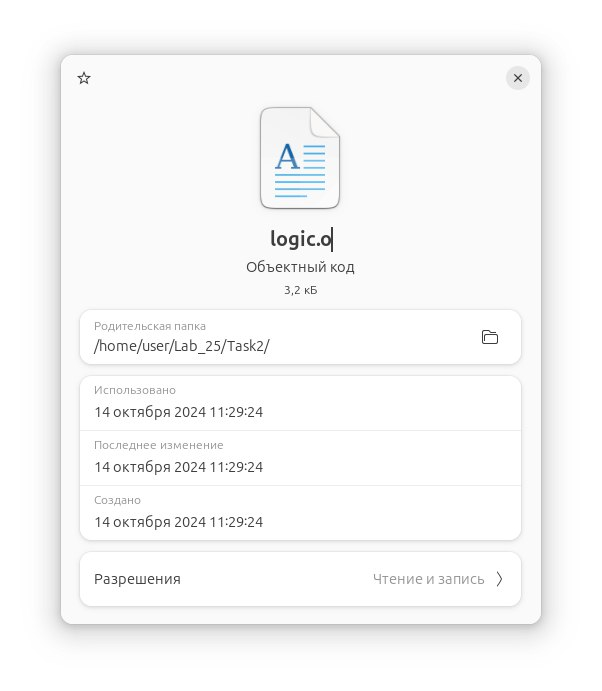 A
logic.o
Объектный код
3,2 кБ
Родительская папка
/home/user/Lab_25/Task2/
Использовано
14 октября 2024 11:29:24
Последнее изменение
14 октября 2024 11:29:24
Создано
14 октября 2024 11:29:24
Разрешения Чтение и запись